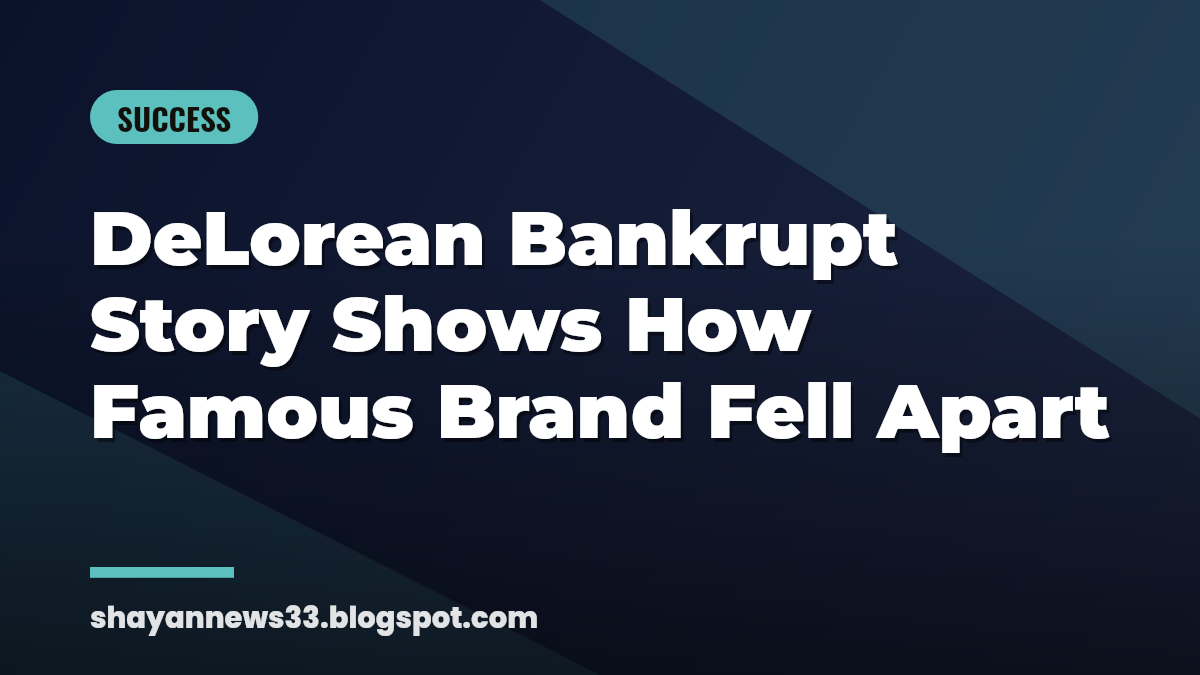 SUCCESS
DeLorean Bankrupt
Story Shows How
Famous Brand Fell Apart
shayannews33.blogspot.com